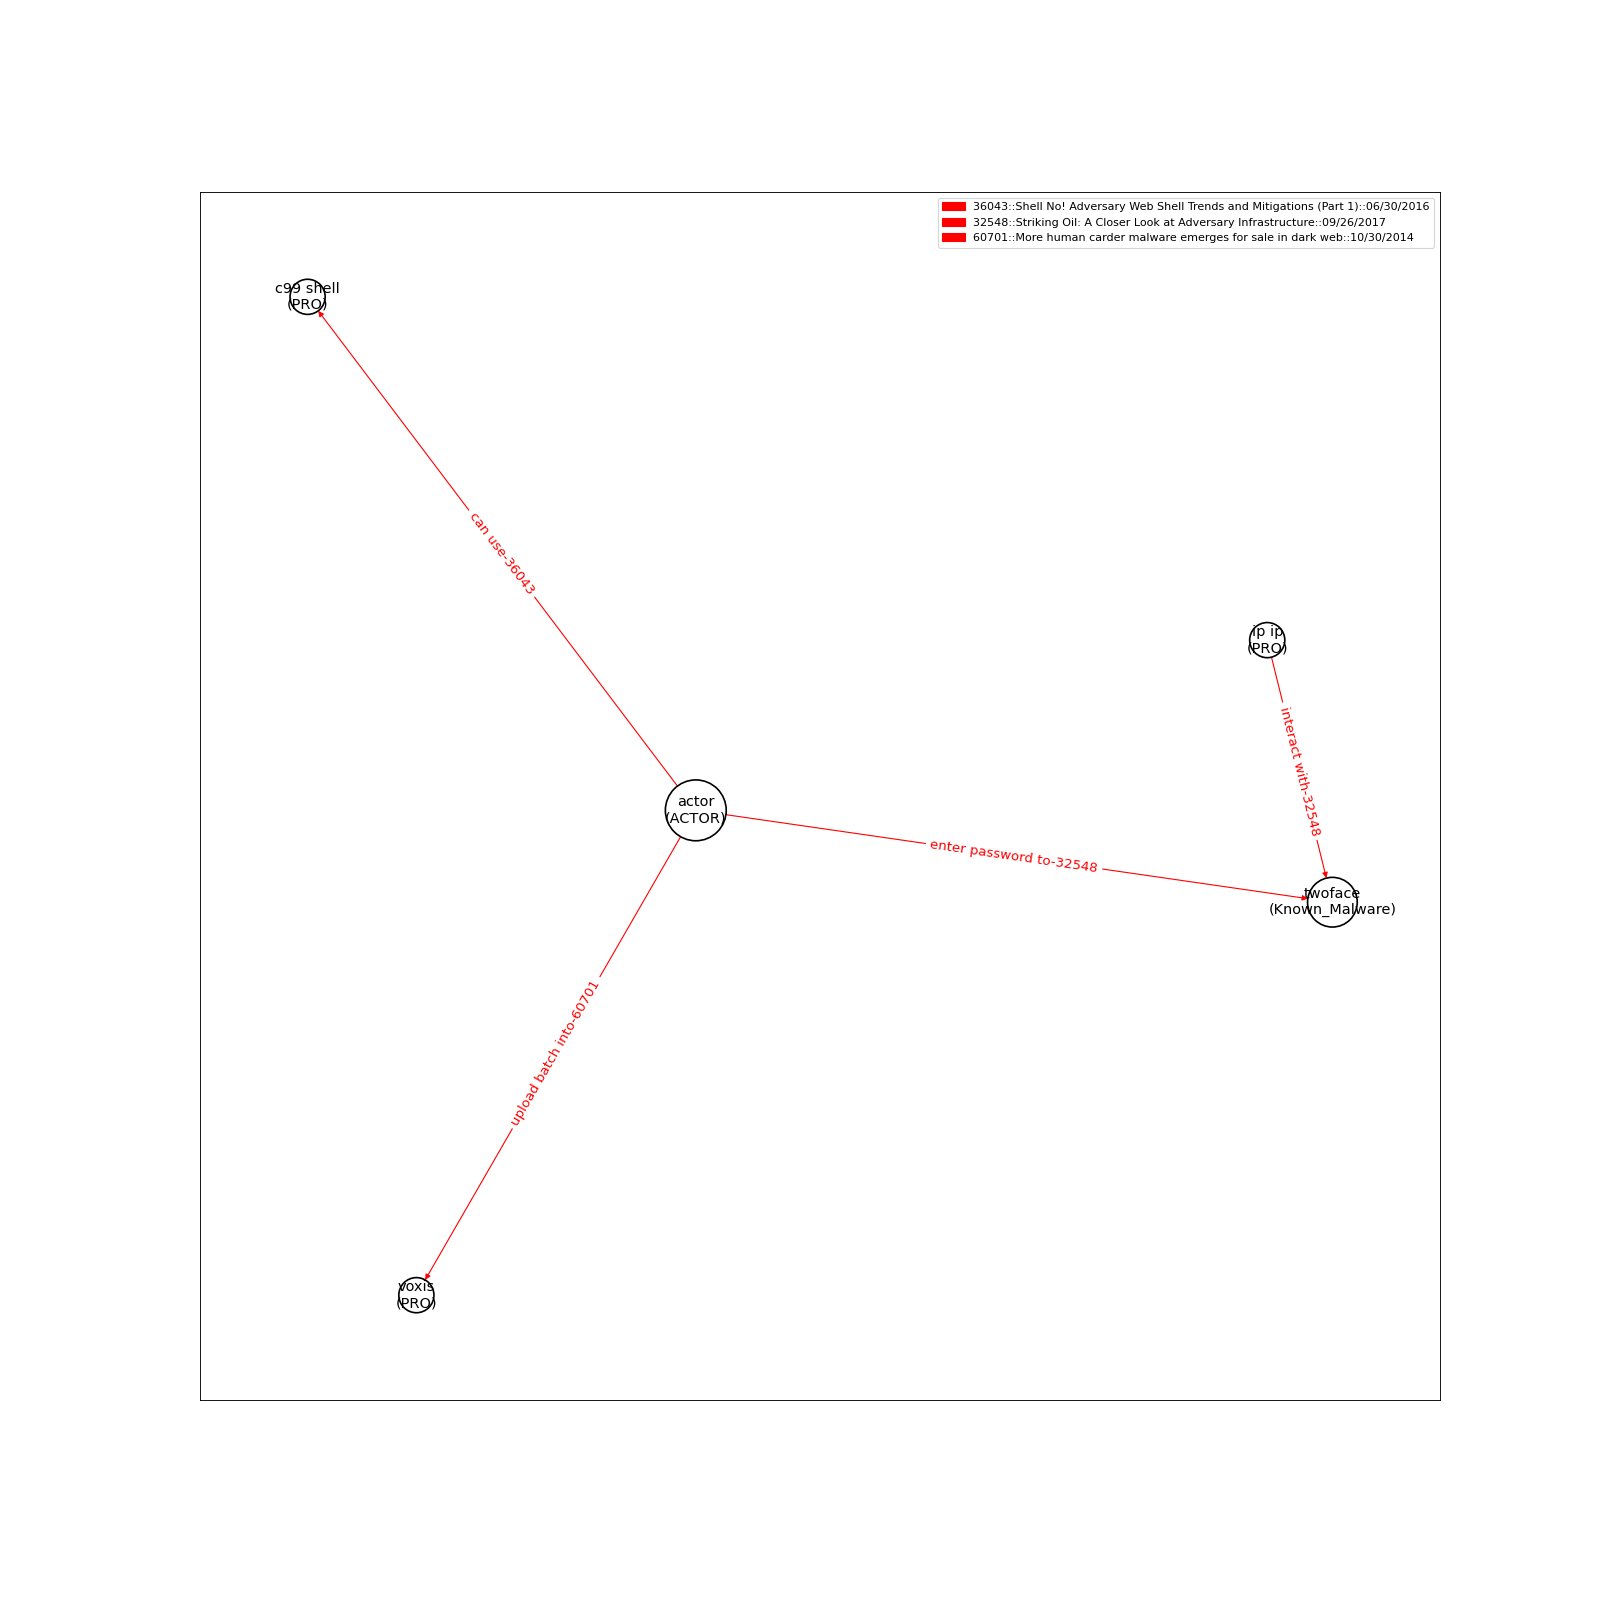 36043::Shell No! Adversary Web Shell Trends and Mitigations (Part 1)::06/30/2016
32548::Striking Oil: A Closer Look at Adversary Infrastructure::09/26/2017
60701::More human carder malware emerges for sale in dark web::10/30/2014
c99 shell
(PRO)
can use-36043
ip ip
(PRO)
interact with-32548
actor
(ACTOR)
enter password to-32548
twoface
(Known_Malware)
upload batch into-60701
voxis
(PRO)